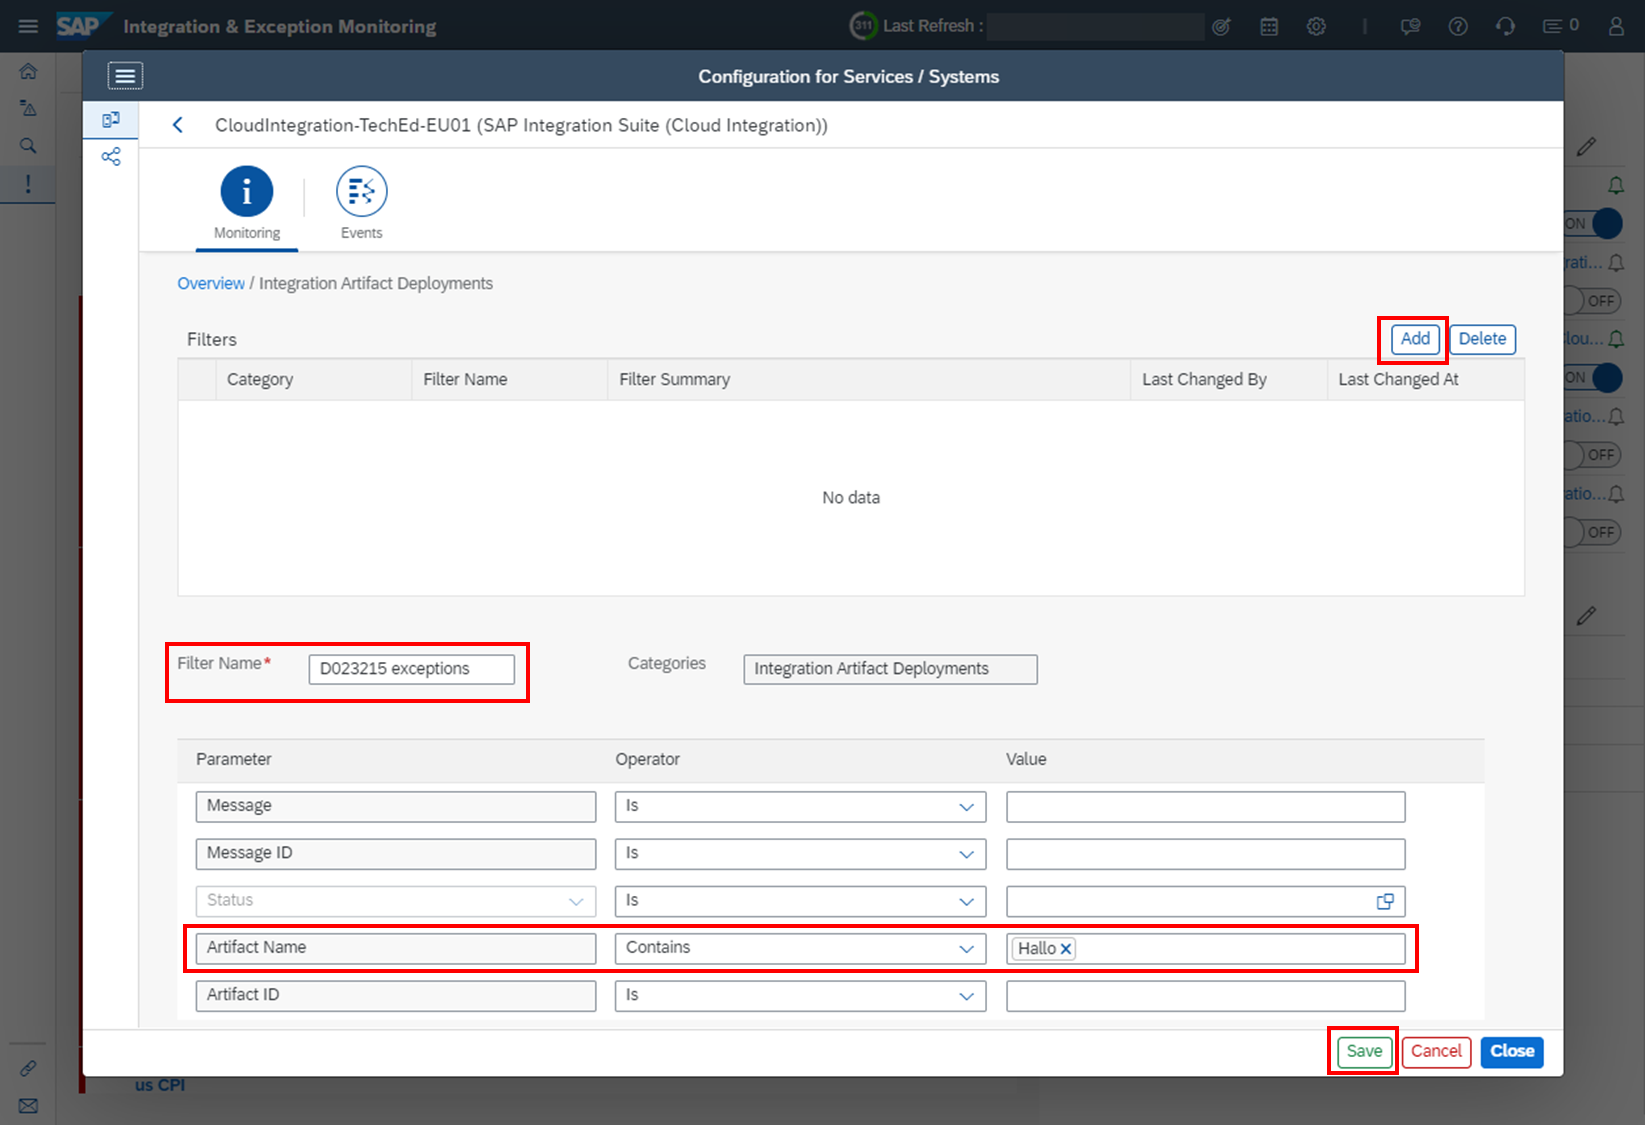 SAP Integration & Exception Monitoring 311 Last Refresh : 0
Configuration for Services / Systems
CloudIntegration-TechEd-EU01 (SAP Integration Suite (Cloud Integration))
Monitoring Events
Overview / Integration Artifact Deployments
Filters Add Delete
Category Filter Name Filter Summary Last Changed By Last Changed At
No data
Filter Name* D023215 exceptions Categories Integration Artifact Deployments
Parameter Operator Value
Message Is
Message ID Is
Status Is
Artifact Name Contains Hallo
Artifact ID Is
Save Cancel Close
us CPI
ON
OFF
ON
OFF
OFF